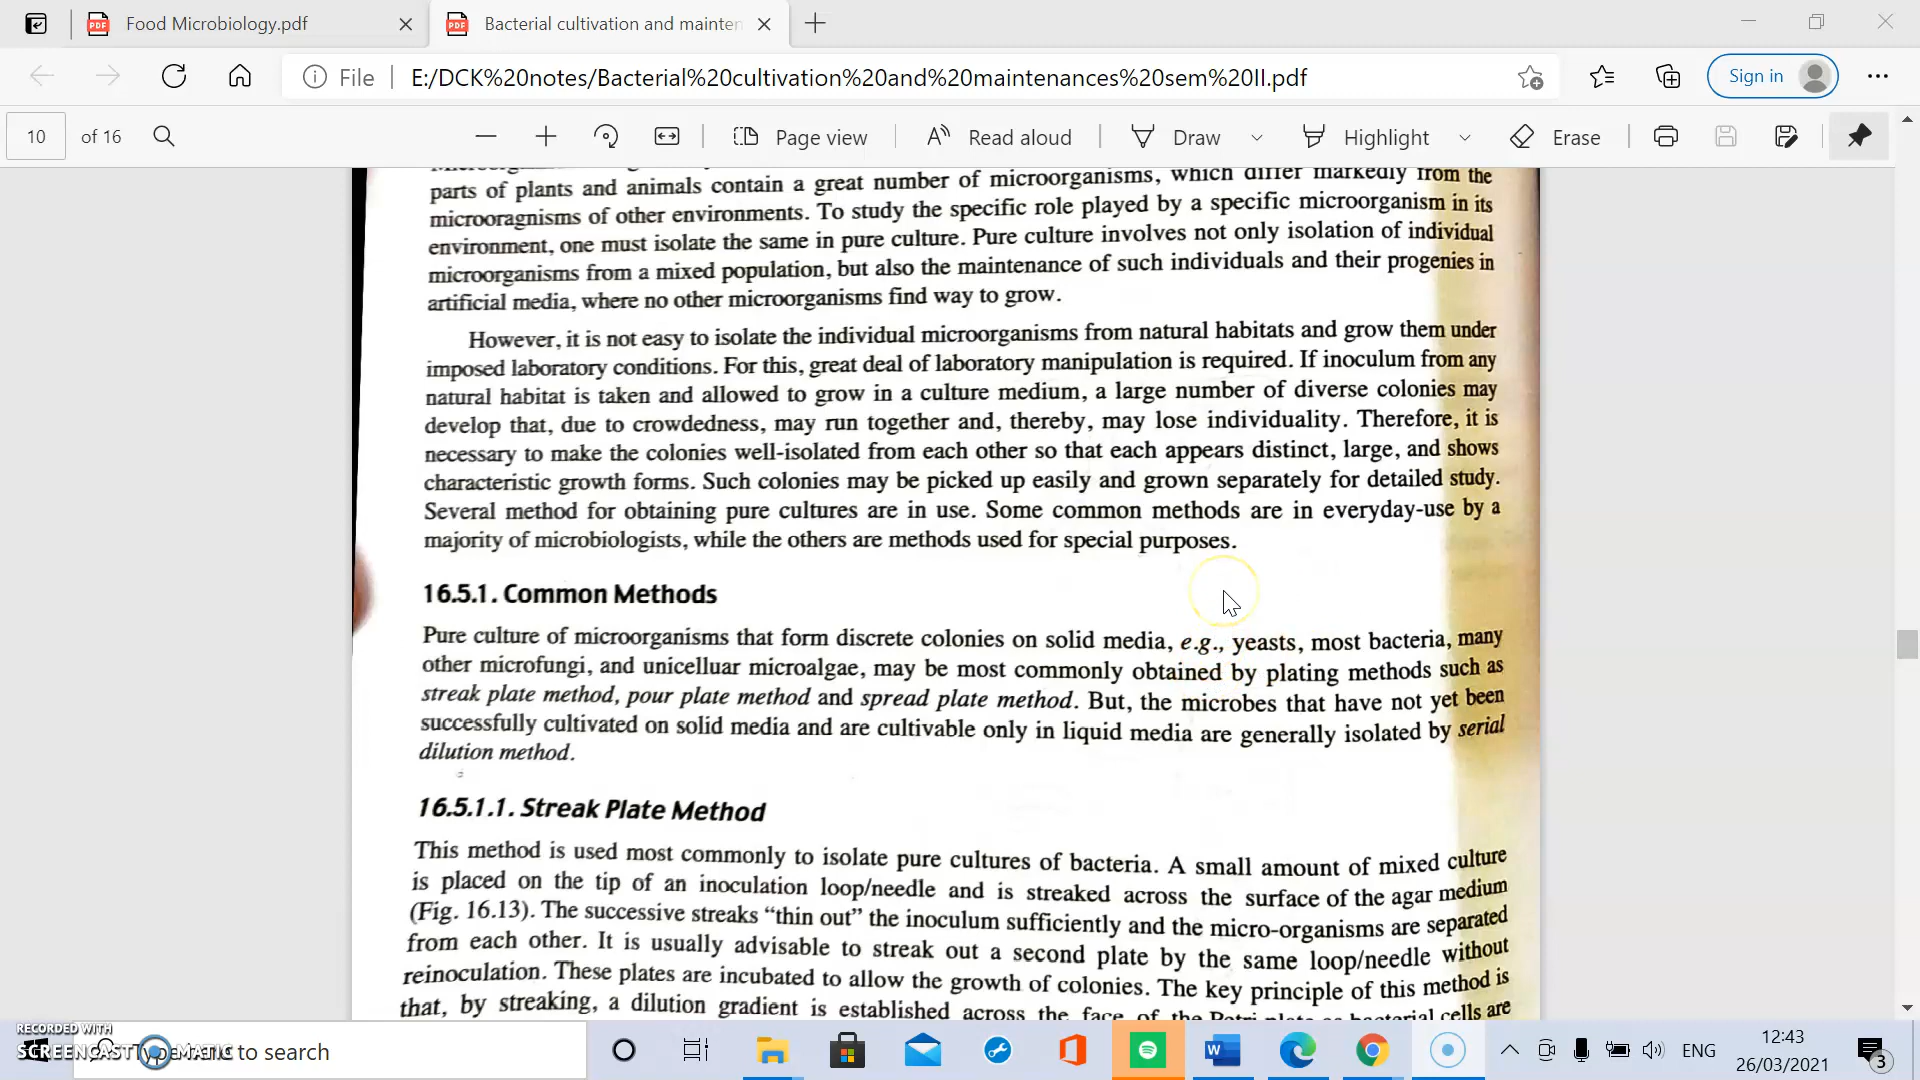 Food Microbiology.pdf
Bacterial cultivation and mainten
File
E:/DCK%20notes/Bacterial%20cultivation%20and%20maintenances%20sem%20II.pdf
Sign in
10 of 16
Page view
Read aloud
Draw
Highlight
Erase
parts of plants and animals contain a great number of microorganisms, which differ markedly from the
microoragnisms of other environments. To study the specific role played by a specific microorganism in its
environment, one must isolate the same in pure culture. Pure culture involves not only isolation of individual
microorganisms from a mixed population, but also the maintenance of such individuals and their progenies in
artificial media, where no other microorganisms find way to grow.
However, it is not easy to isolate the individual microorganisms from natural habitats and grow them under
imposed laboratory conditions. For this, great deal of laboratory manipulation is required. If inoculum from any
natural habitat is taken and allowed to grow in a culture medium, a large number of diverse colonies may
develop that, due to crowdedness, may run together and, thereby, may lose individuality. Therefore, it is
necessary to make the colonies well-isolated from each other so that each appears distinct, large, and shows
characteristic growth forms. Such colonies may be picked up easily and grown separately for detailed study.
Several method for obtaining pure cultures are in use. Some common methods are in everyday-use by a
majority of microbiologists, while the others are methods used for special purposes.
16.5.1. Common Methods
Pure culture of microorganisms that form discrete colonies on solid media, e.g., yeasts, most bacteria, many
other microfungi, and unicelluar microalgae, may be most commonly obtained by plating methods such as
streak plate method, pour plate method and spread plate method. But, the microbes that have not yet been
successfully cultivated on solid media and are cultivable only in liquid media are generally isolated by serial
dilution method.
16.5.1.1. Streak Plate Method
This method is used most commonly to isolate pure cultures of bacteria. A small amount of mixed culture
is placed on the tip of an inoculation loop/needle and is streaked across the surface of the agar medium
(Fig. 16.13). The successive streaks “thin out” the inoculum sufficiently and the micro-organisms are separated
from each other. It is usually advisable to streak out a second plate by the same loop/needle without
reinoculation. These plates are incubated to allow the growth of colonies. The key principle of this method is
that, by streaking, a dilution gradient is established across the face of the Petri plate as bacterial cells are
RECORDED WITH
SCREENCAST MATIC
to search
ENG
12:43
26/03/2021
3